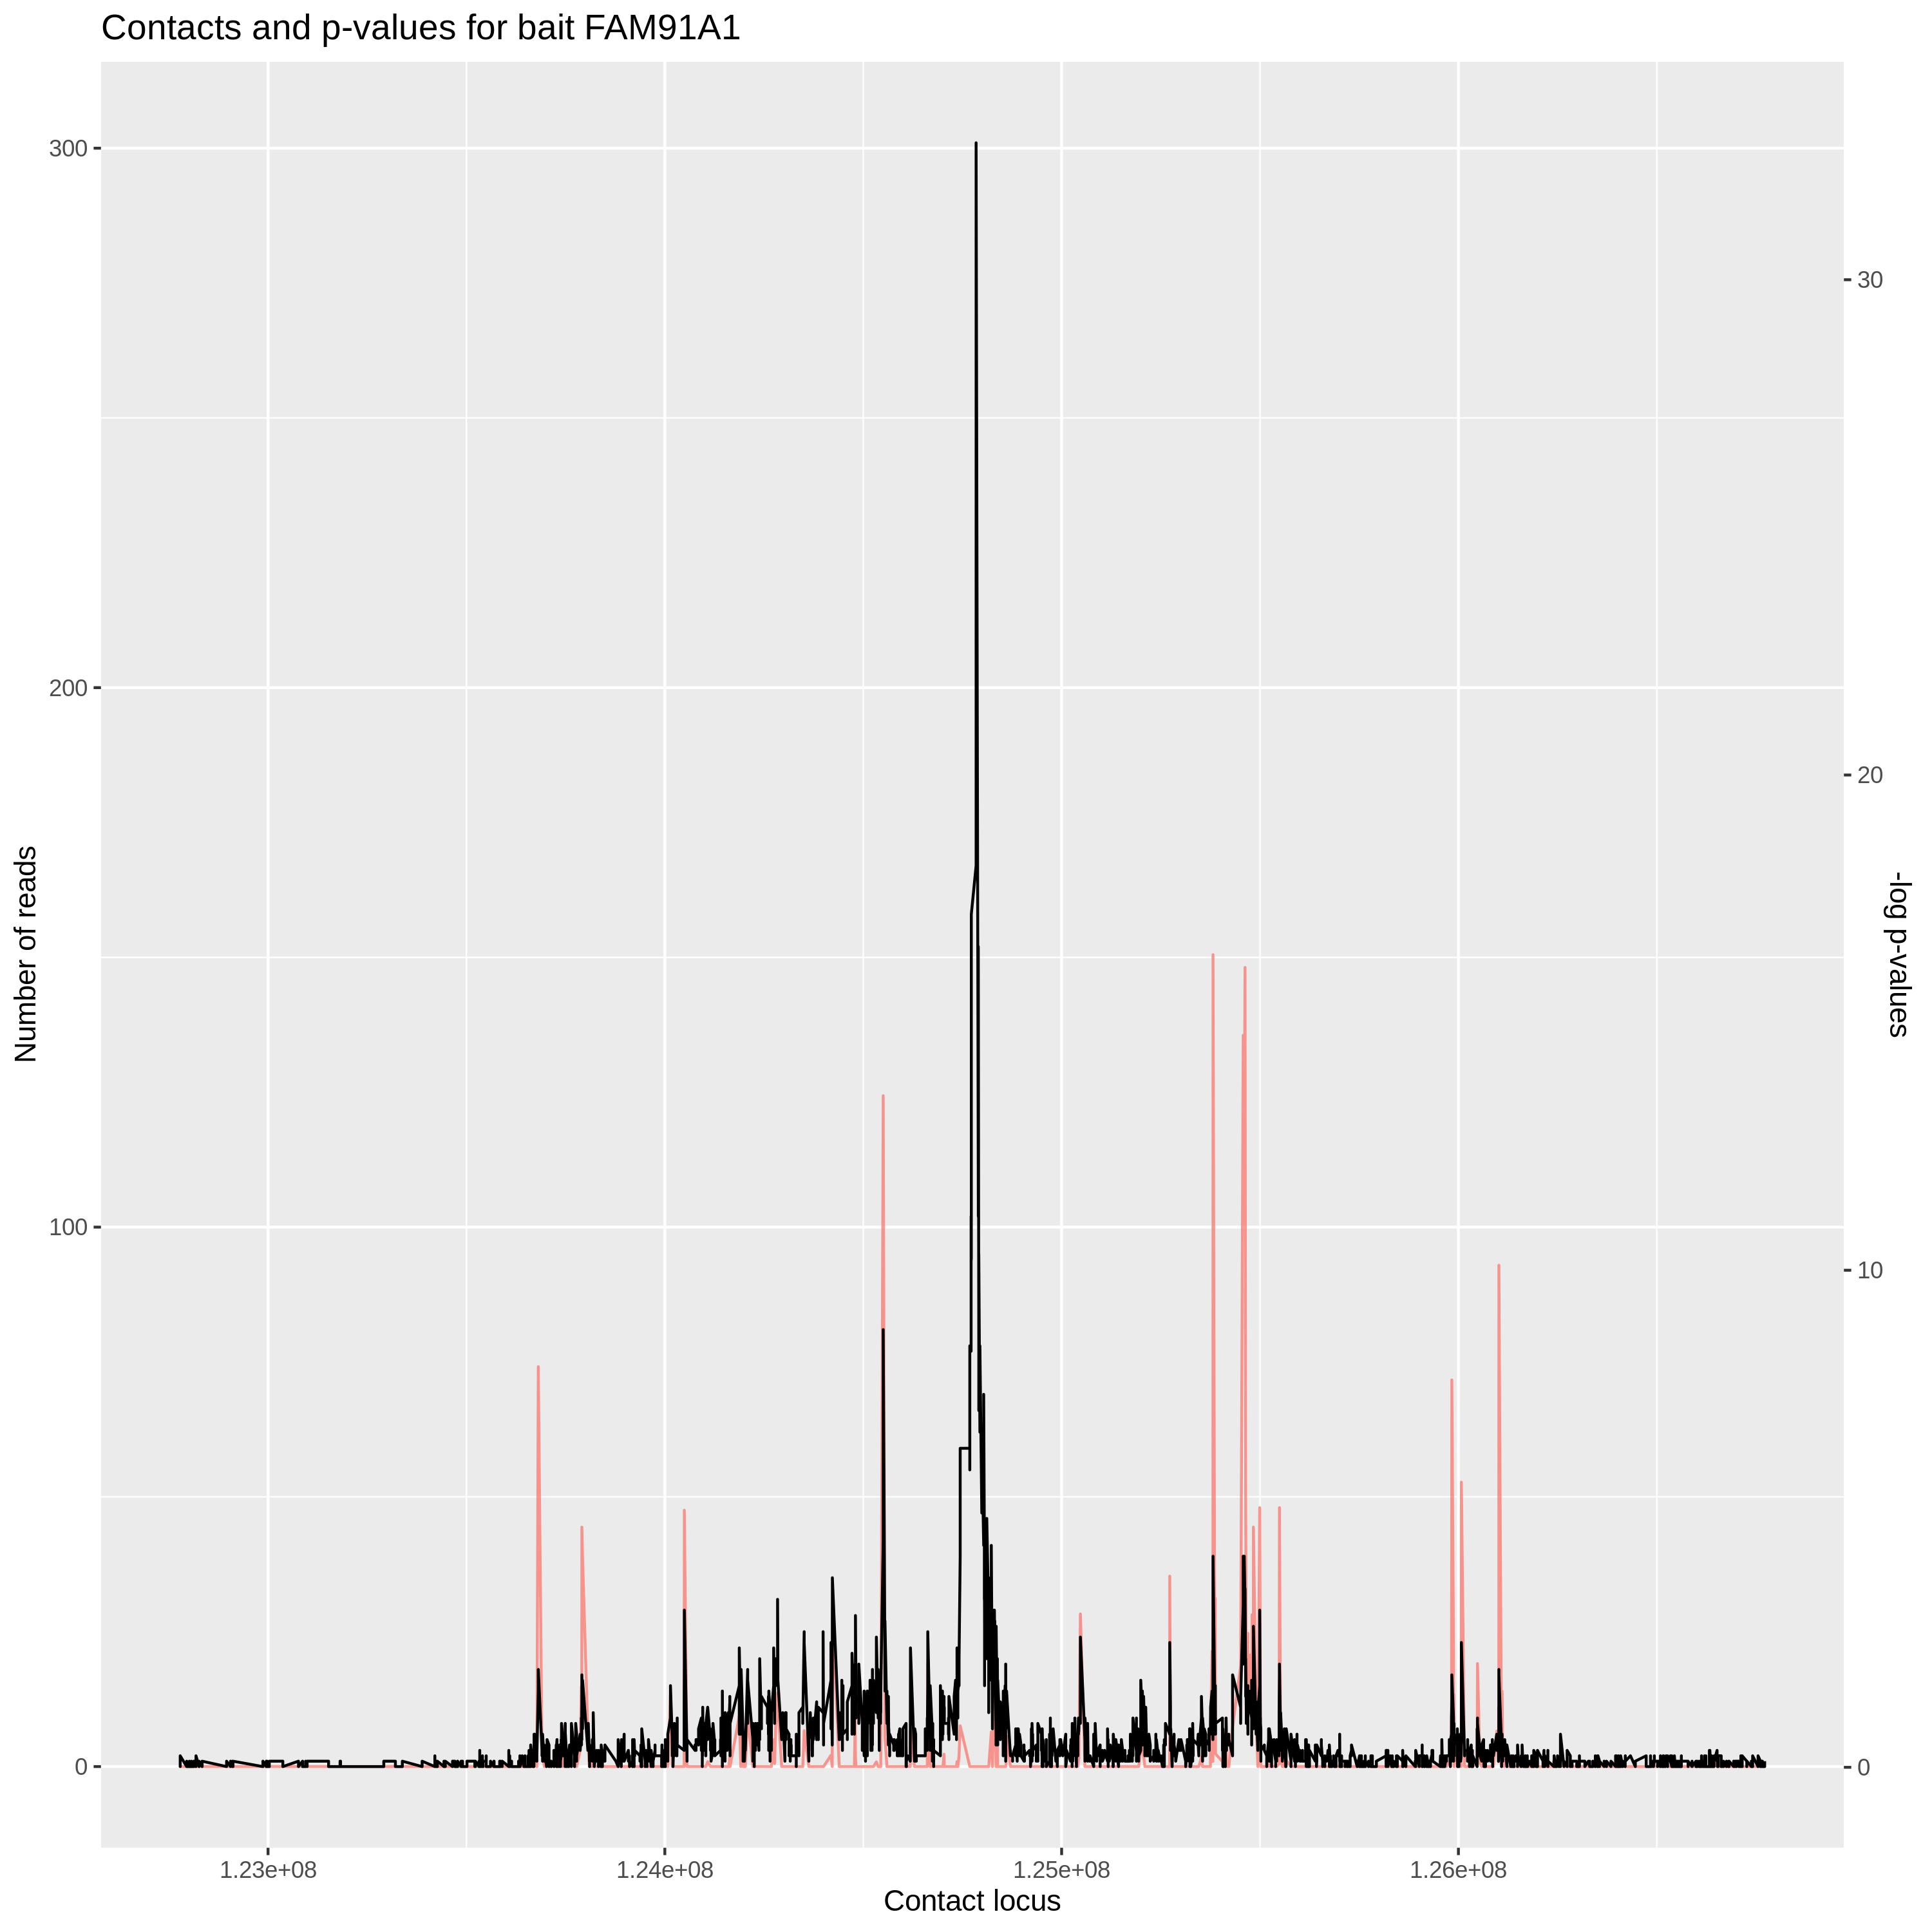 Contacts and p-values for bait FAM91A1
300
200
100
0
Number of reads
30
20
10
0
-log p-values
1.23e+08
1.24e+08
1.25e+08
1.26e+08
Contact locus